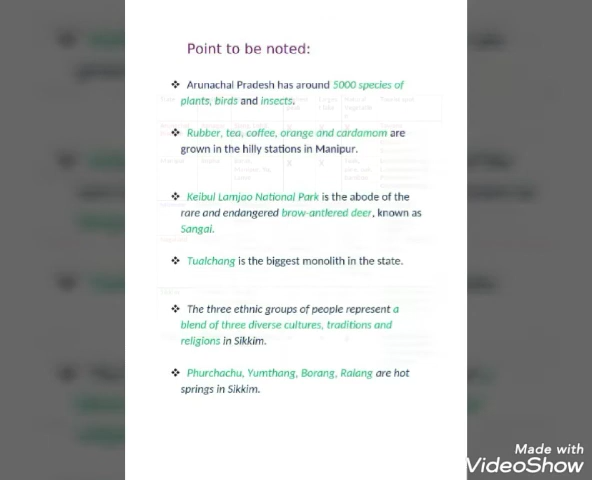 Point to be noted:
❖ Arunachal Pradesh has around 5000 species of
plants, birds and insects.
❖ Rubber, tea, coffee, orange and cardamom are
grown in the hilly stations in Manipur.
❖ Keibul Lamjao National Park is the abode of the
rare and endangered brow-antlered deer, known as
Sangai.
❖ Tualchang is the biggest monolith in the state.
❖ The three ethnic groups of people represent a
blend of three diverse cultures, traditions and
religions in Sikkim.
❖ Phurchachu, Yumthang, Borang, Ralang are hot
springs in Sikkim.
Made with
VideoShow